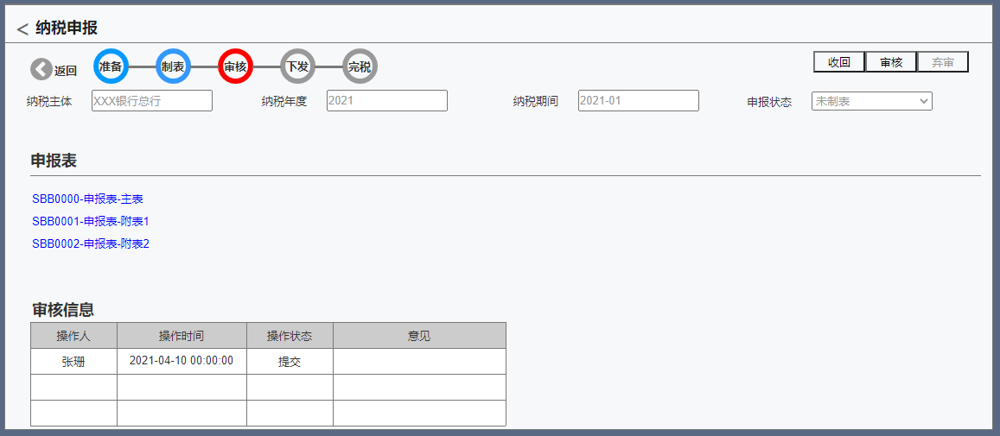 < 纳税申报
返回 准备 制表 审核 下发 完税 收回 审核 弃审
纳税主体 XXX银行总行 纳税年度 2021 纳税期间 2021-01 申报状态 未制表
申报表
SBB0000-申报表-主表
SBB0001-申报表-附表1
SBB0002-申报表-附表2
审核信息
操作人 操作时间 操作状态 意见
张珊 2021-04-10 00:00:00 提交